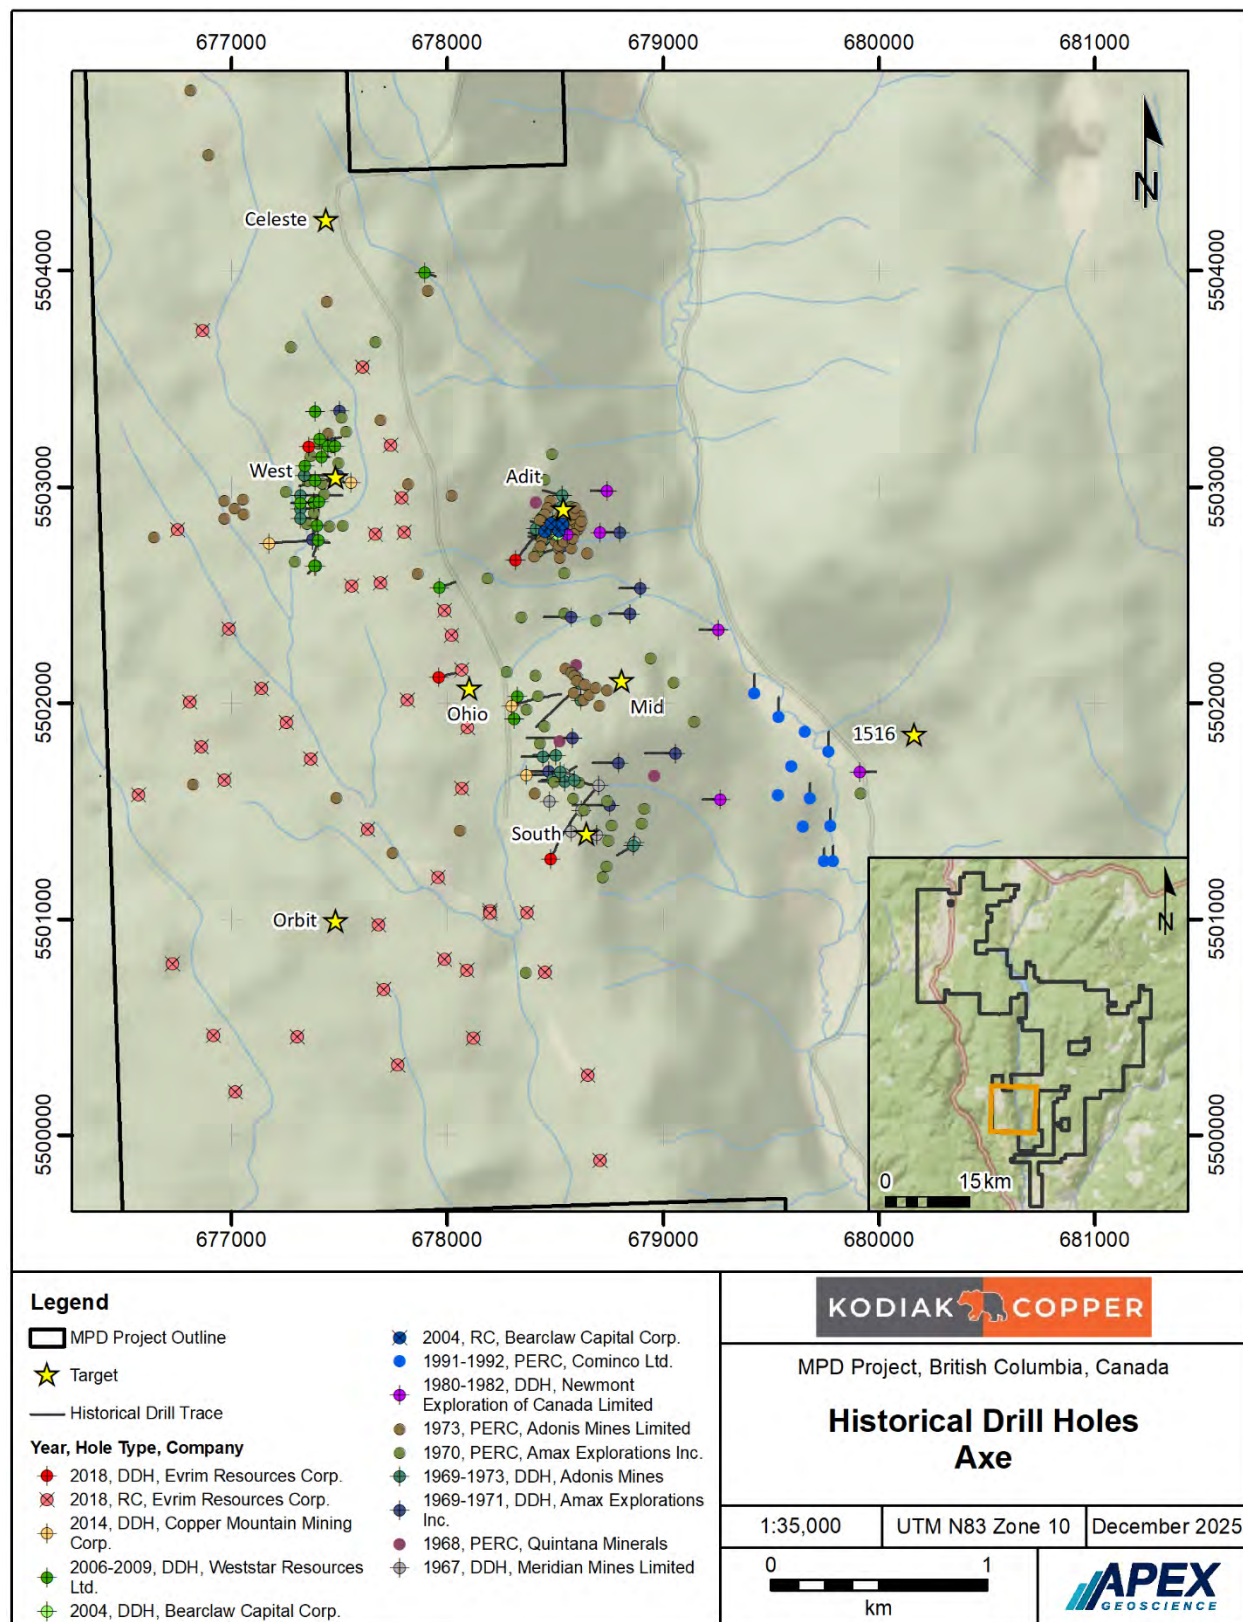 677000 678000 679000 680000 681000
N
Celeste
5504000 5504000
West
Adit
5503000 5503000
Ohio
Mid
5502000 5502000
1516
South
Orbit
5501000 5501000
N
5500000 5500000
0 15 km
677000 678000 679000 680000 681000
Legend
MPD Project Outline
Target
Historical Drill Trace
Year, Hole Type, Company
2018, DDH, Evrim Resources Corp.
2018, RC, Evrim Resources Corp.
2014, DDH, Copper Mountain Mining
Corp.
2006-2009, DDH, Weststar Resources
Ltd.
2004, DDH, Bearclaw Capital Corp.
2004, RC, Bearclaw Capital Corp.
1991-1992, PERC, Cominco Ltd.
1980-1982, DDH, Newmont
Exploration of Canada Limited
1973, PERC, Adonis Mines Limited
1970, PERC, Amax Explorations Inc.
1969-1973, DDH, Adonis Mines
1969-1971, DDH, Amax Explorations
Inc.
1968, PERC, Quintana Minerals
1967, DDH, Meridian Mines Limited
KODIAK COPPER
MPD Project, British Columbia, Canada
Historical Drill Holes
Axe
1:35,000 UTM N83 Zone 10 December 2025
0 1
km
APEX
GEOSCIENCE